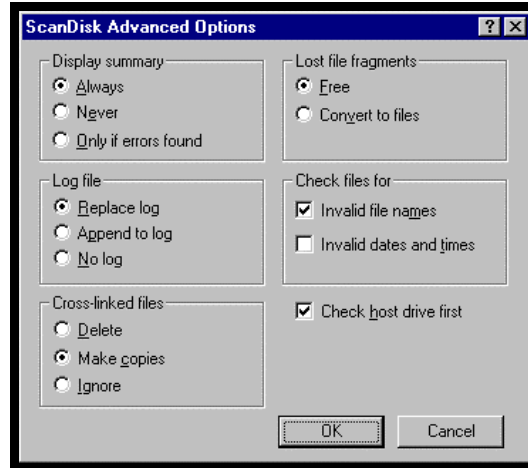 ScanDisk Advanced Options
Display summary
Always
Never
Only if errors found
Log file
Replace log
Append to log
No log
Cross-linked files
Delete
Make copies
Ignore
Lost file fragments
Free
Convert to files
Check files for
Invalid file names
Invalid dates and times
Check host drive first
OK
Cancel